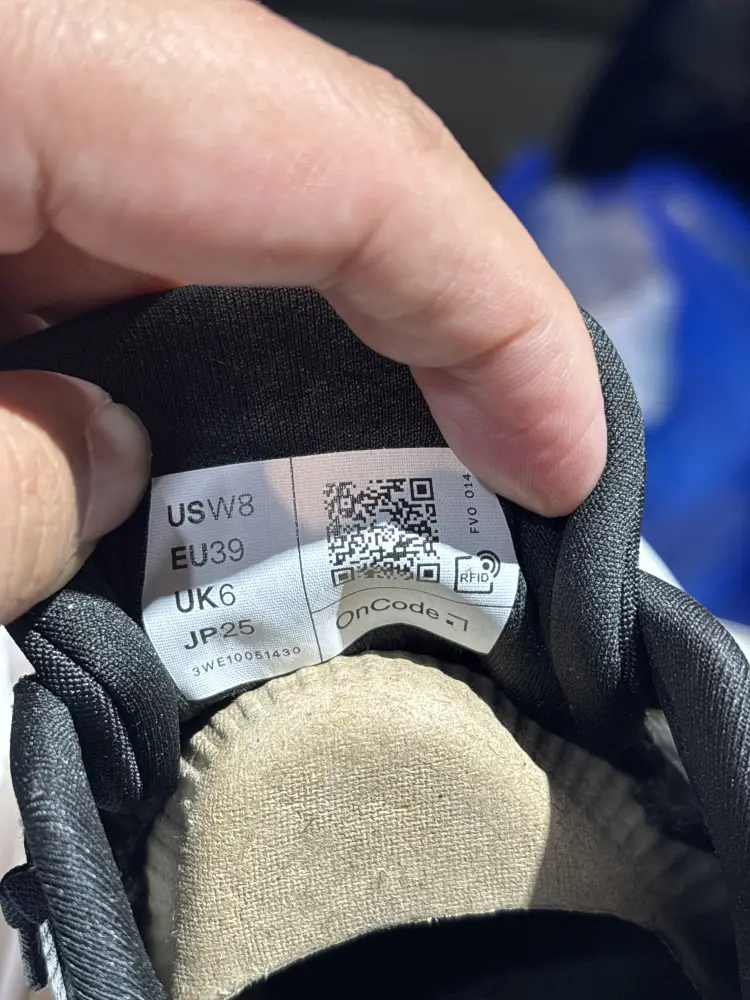 USW8
EU39
UK6
JP25
3WE10051430
FVO 014
RFID
OnCode